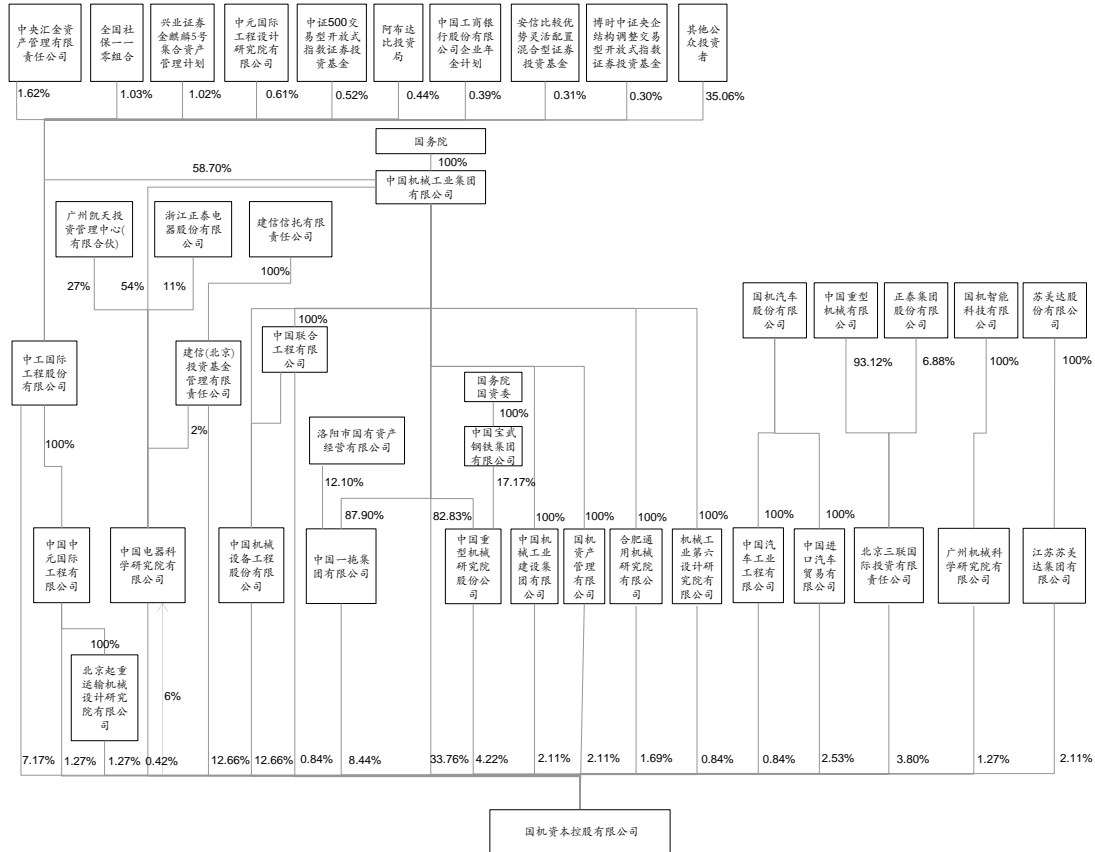 中央汇金资
产管理有限
责任公司
全国社
保一一
零组合
兴业证券
金麒麟5号
集合资产
管理计划
中元国际
工程设计
研究院有
限公司
中证500交
易型开放式
指数证券投
资基金
阿布达
比投资
局
中国工商银
行股份有限
公司企业年
金计划
安信比较优
势灵活配置
混合型证券
投资基金
博时中证央企
结构调整交易
型开放式指数
证券投资基金
其他公
众投资
者
1.62%
1.03%
1.02%
0.61%
0.52%
0.44%
0.39%
0.31%
0.30%
35.06%
国务院
100%
58.70%
中国机械工业集团
有限公司
广州凯天投
资管理中心(
有限合伙)
浙江正泰电
器股份有限
公司
建信信托有限
责任公司
27%
54%
11%
100%
国机汽车
股份有限
公司
中国重型
机械有限
公司
正泰集团
股份有限
公司
国机智能
科技有限
公司
苏美达股
份有限公
司
100%
中国联合
工程有限
公司
中工国际
工程股份
有限公司
建信(北京)
投资基金
管理有限
责任公司
93.12%
6.88%
100%
100%
国务院
国资委
100%
2%
100%
洛阳市国有资产
经营有限公司
中国宝武
钢铁集团
有限公司
12.10%
17.17%
87.90%
82.83%
100%
100%
100%
100%
100%
100%
中国中
元国际
工程有
限公司
中国电器科
学研究院有
限公司
中国机械
设备工程
股份有限
公司
中国一拖集
团有限公司
中国重
型机械
研究院
股份公
司
中国机
械工业
建设集
团有限
公司
国机
资产
管理
有限
公司
合肥通
用机械
研究院
有限公
司
机械工
业第六
设计研
究院有
限公司
中国汽
车工业
工程有
限公司
中国进
口汽车
贸易有
限公司
北京三联国
际投资有限
责任公司
广州机械科
学研究院有
限公司
江苏苏美
达集团有
限公司
100%
北京起重
运输机械
设计研究
院有限公
司
6%
7.17%
1.27%
1.27%
0.42%
12.66%
12.66%
0.84%
8.44%
33.76%
4.22%
2.11%
2.11%
1.69%
0.84%
0.84%
2.53%
3.80%
1.27%
2.11%
国机资本控股有限公司